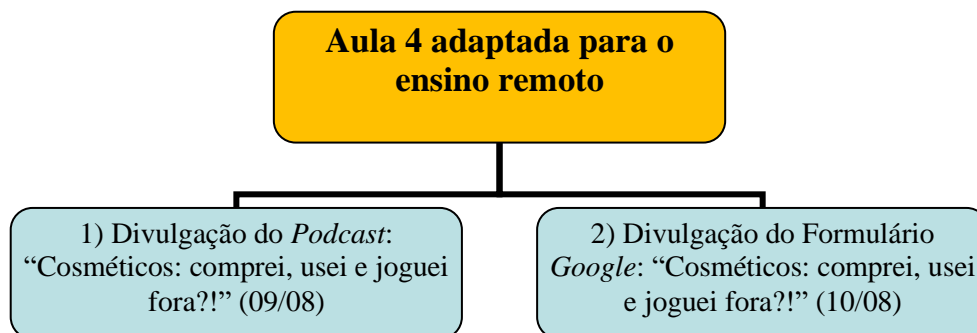 Aula 4 adaptada para o
ensino remoto
1) Divulgação do Podcast:
“Cosméticos: comprei, usei e joguei
fora?!” (09/08)
2) Divulgação do Formulário
Google: “Cosméticos: comprei, usei
e joguei fora?!” (10/08)